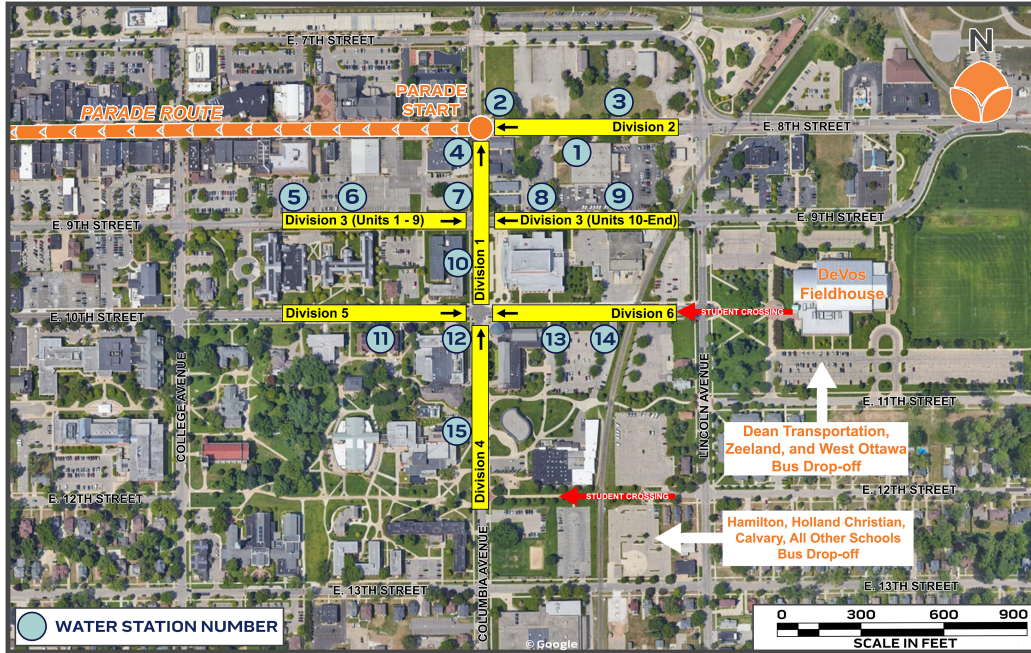 E. 7TH STREET
N
PARADE ROUTE
PARADE
START
2
3
Division 2
E. 8TH STREET
4
1
5
6
7
8
9
Division 3 (Units 1 - 9)
Division 3 (Units 10-End)
E. 9TH STREET
E. 9TH STREET
Division 1
10
DeVos
Fieldhouse
E. 10TH STREET
Division 5
Division 6
STUDENT CROSSING
11
12
13
14
COLLEGE AVENUE
LINCOLN AVENUE
E. 11TH STREET
15
Division 4
Dean Transportation,
Zeeland, and West Ottawa
Bus Drop-off
E. 12TH STREET
STUDENT CROSSING
E. 12TH STREET
Hamilton, Holland Christian,
Calvary, All Other Schools
Bus Drop-off
COLUMBIA AVENUE
E. 13TH STREET
E. 13TH STREET
WATER STATION NUMBER
© Google
0 300 600 900
SCALE IN FEET